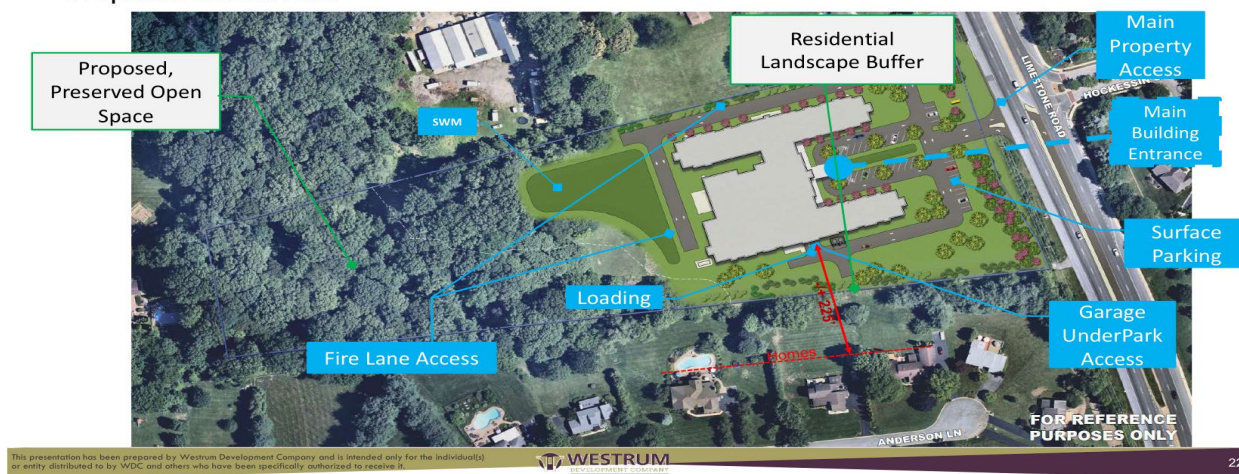 Main
Property
Access
Residential
Landscape Buffer
Proposed,
Preserved Open
Space
LIMESTONE ROAD
Main
Building
Entrance
SWM
Surface
Parking
Loading
+- 225'
Garage
UnderPark
Access
Homes
Fire Lane Access
FOR REFERENCE
PURPOSES ONLY
ANDERSON LN
This presentation has been prepared by Westrum Development Company and is intended only for the individual(s)
or entity distributed to by WDC and others who have been specifically authorized to receive it.
WESTRUM
DEVELOPMENT COMPANY